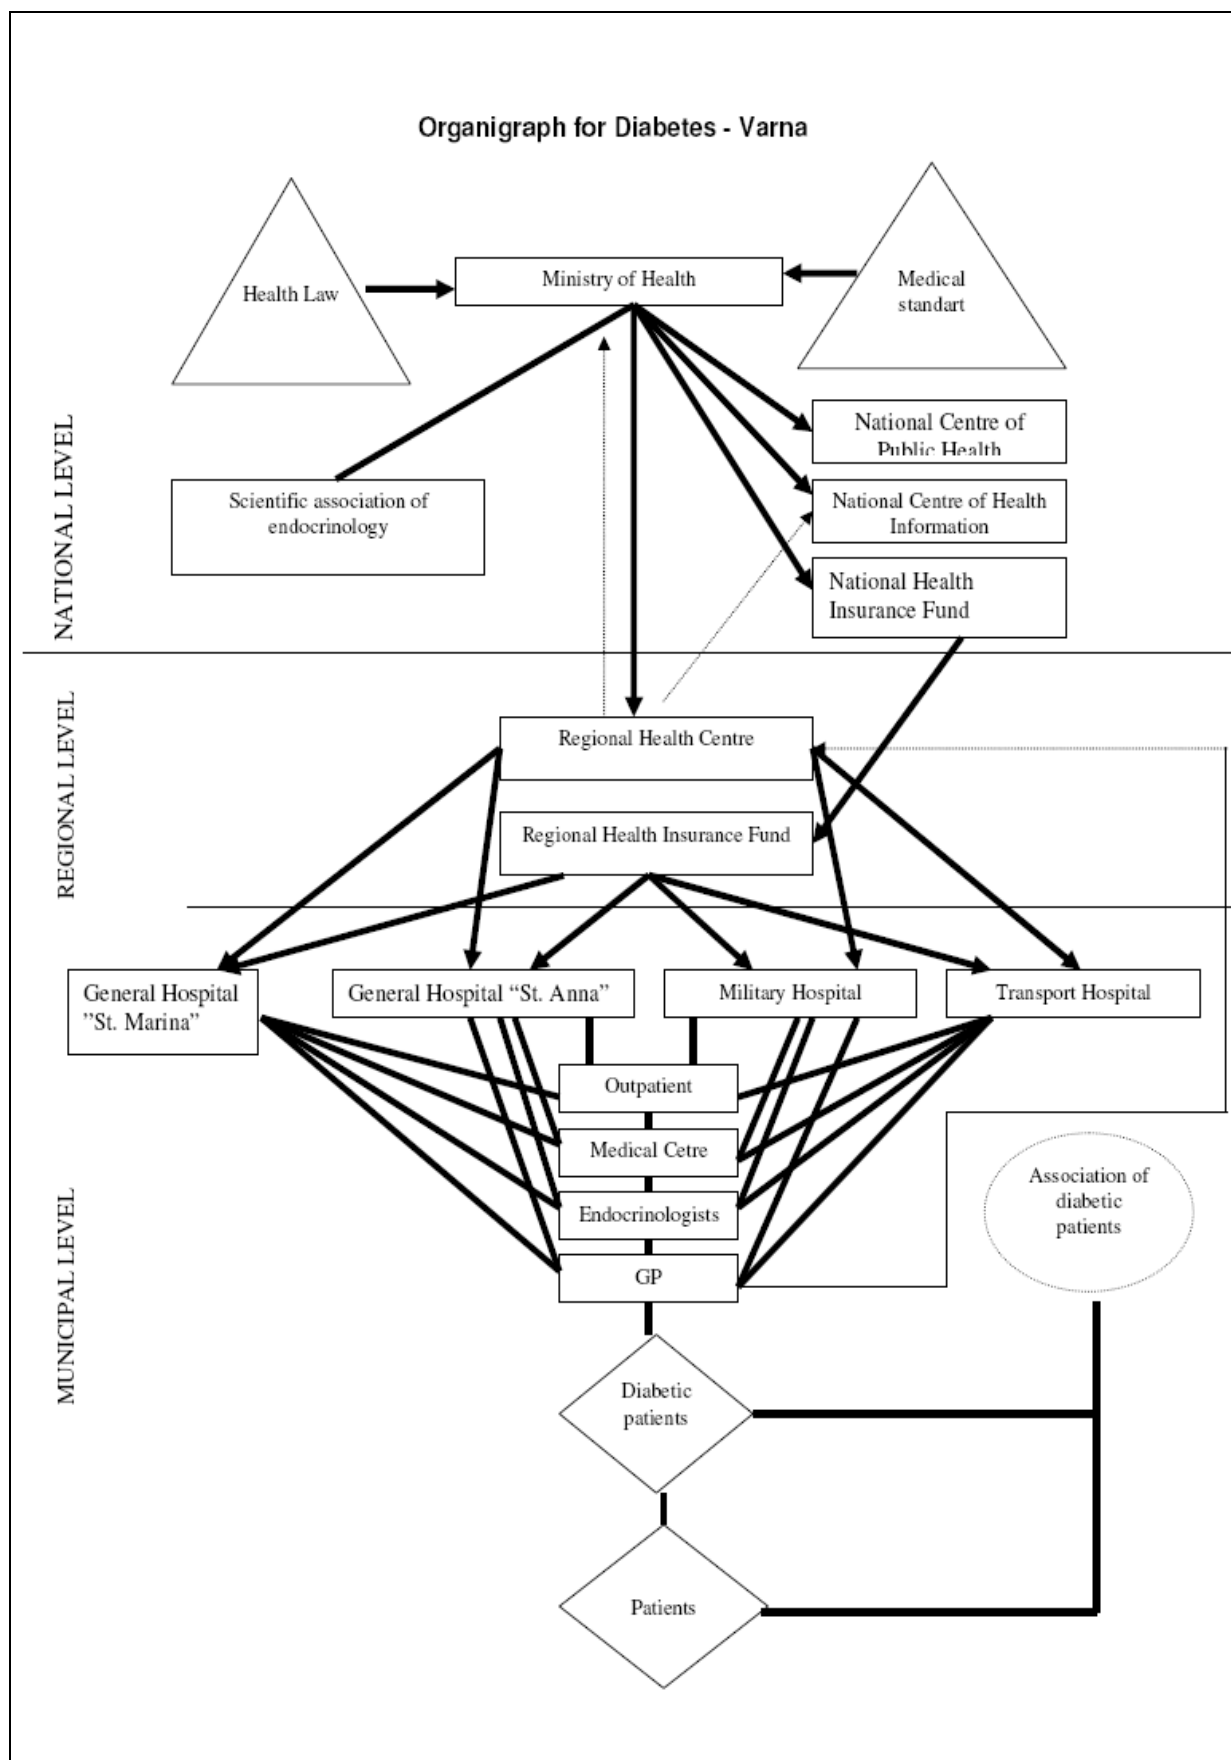 Organigraph for Diabetes - Varna
Health Law
Ministry of Health
Medical
standart
NATIONAL LEVEL
National Centre of
Public Health
Scientific association of
endocrinology
National Centre of Health
Information
National Health
Insurance Fund
REGIONAL LEVEL
Regional Health Centre
Regional Health Insurance Fund
General Hospital
”St. Marina”
General Hospital “St. Anna”
Military Hospital
Transport Hospital
MUNICIPAL LEVEL
Outpatient
Medical Cetre
Endocrinologists
GP
Association of
diabetic
patients
Diabetic
patients
Patients